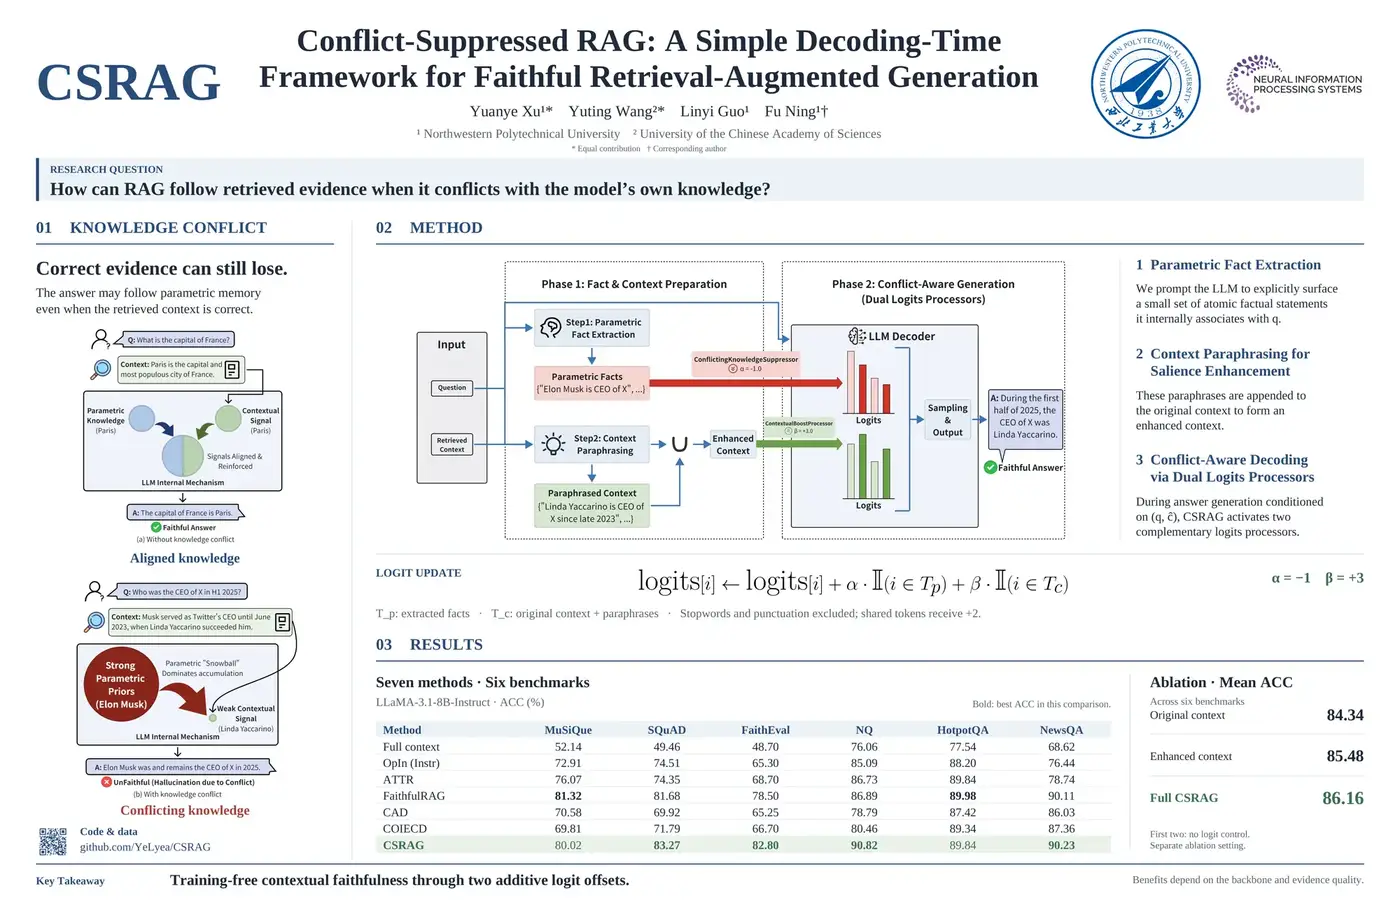 CSRAG
Conflict-Suppressed RAG: A Simple Decoding-Time
Framework for Faithful Retrieval-Augmented Generation
Yuanye Xu¹* Yuting Wang²* Linyi Guo¹ Fu Ning¹†
¹ Northwestern Polytechnical University ² University of the Chinese Academy of Sciences
* Equal contribution † Corresponding author
NORTHWESTERN POLYTECHNICAL UNIVERSITY
1938
西北工业大学
NEURAL INFORMATION
PROCESSING SYSTEMS
RESEARCH QUESTION
How can RAG follow retrieved evidence when it conflicts with the model's own knowledge?
01 KNOWLEDGE CONFLICT
Correct evidence can still lose.
The answer may follow parametric memory
even when the retrieved context is correct.
Q: What is the capital of France?
Context: Paris is the capital and
most populous city of France.
Parametric
Knowledge
(Paris)
Contextual
Signal
(Paris)
Signals Aligned &
Reinforced
LLM Internal Mechanism
A: The capital of France is Paris.
Faithful Answer
(a) Without knowledge conflict
Aligned knowledge
Q: Who was the CEO of X in H1 2025?
Context: Musk served as Twitter's CEO until June
2023, when Linda Yaccarino succeeded him.
Strong
Parametric
Priors
(Elon Musk)
Parametric "Snowball"
Dominates accumulation
Weak Contextual
Signal
(Linda Yaccarino)
LLM Internal Mechanism
A: Elon Musk was and remains the CEO of X in 2025.
UnFaithful (Hallucination due to Conflict)
(b) With knowledge conflict
Conflicting knowledge
Code & data
github.com/YeLyea/CSRAG
02 METHOD
Phase 1: Fact & Context Preparation
Input
Question
Retrieved
Context
Step1: Parametric
Fact Extraction
Parametric Facts
{"Elon Musk is CEO of X", ...}
Step2: Context
Paraphrasing
Paraphrased Context
{"Linda Yaccarino is CEO of
X since late 2023", ...}
∪
Enhanced
Context
ConflictingKnowledgeSuppressor
α = -1.0
ContextualBoostProcessor
β = +3.0
Phase 2: Conflict-Aware Generation
(Dual Logits Processors)
LLM Decoder
Logits
Logits
Sampling
&
Output
A: During the first
half of 2025, the
CEO of X was
Linda Yaccarino.
Faithful Answer
1 Parametric Fact Extraction
We prompt the LLM to explicitly surface
a small set of atomic factual statements
it internally associates with q.
2 Context Paraphrasing for
Salience Enhancement
These paraphrases are appended to
the original context to form an
enhanced context.
3 Conflict-Aware Decoding
via Dual Logits Processors
During answer generation conditioned
on (q, ĉ), CSRAG activates two
complementary logits processors.
LOGIT UPDATE
logits[i] ← logits[i] + α · 𝕀(i ∈ T_p) + β · 𝕀(i ∈ T_c)
α = −1 β = +3
T_p: extracted facts · T_c: original context + paraphrases · Stopwords and punctuation excluded; shared tokens receive +2.
03 RESULTS
Seven methods · Six benchmarks
LLaMA-3.1-8B-Instruct · ACC (%)
Bold: best ACC in this comparison.
Method MuSiQue SQuAD FaithEval NQ HotpotQA NewsQA
Full context 52.14 49.46 48.70 76.06 77.54 68.62
OpIn (Instr) 72.91 74.51 65.30 85.09 88.20 76.44
ATTR 76.07 74.35 68.70 86.73 89.84 78.74
FaithfulRAG 81.32 81.68 78.50 86.89 89.98 90.11
CAD 70.58 69.92 65.25 78.79 87.42 86.03
COIECD 69.81 71.79 66.70 80.46 89.34 87.36
CSRAG 80.02 83.27 82.80 90.82 89.84 90.23
Ablation · Mean ACC
Across six benchmarks
Original context 84.34
Enhanced context 85.48
Full CSRAG 86.16
First two: no logit control.
Separate ablation setting.
Key Takeaway
Training-free contextual faithfulness through two additive logit offsets.
Benefits depend on the backbone and evidence quality.